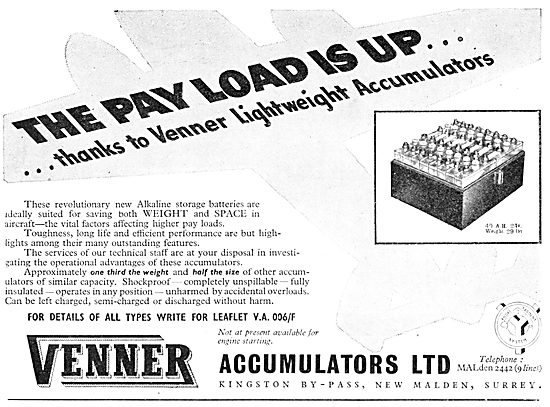 THE PAY LOAD IS UP...
...thanks to Venner Lightweight Accumulators
These revolutionary new Alkaline storage batteries are
ideally suited for saving both WEIGHT and SPACE in
aircraft—the vital factors affecting higher pay loads.
Toughness, long life and efficient performance are but high-
lights among their many outstanding features.
The services of our technical staff are at your disposal in investi-
gating the operational advantages of these accumulators.
Approximately one third the weight and half the size of other accum-
ulators of similar capacity. Shockproof—completely unspillable—fully
insulated—operates in any position—unharmed by accidental overloads.
Can be left charged, semi-charged or discharged without harm.
40 A.H. 24v.
Weight 29 lbs
FOR DETAILS OF ALL TYPES WRITE FOR LEAFLET V.A. 006/F
Not at present available for
engine starting.
VENNER
ACCUMULATORS LTD
Telephone:
MALden 2442 (9 lines)
KINGSTON BY-PASS, NEW MALDEN, SURREY.